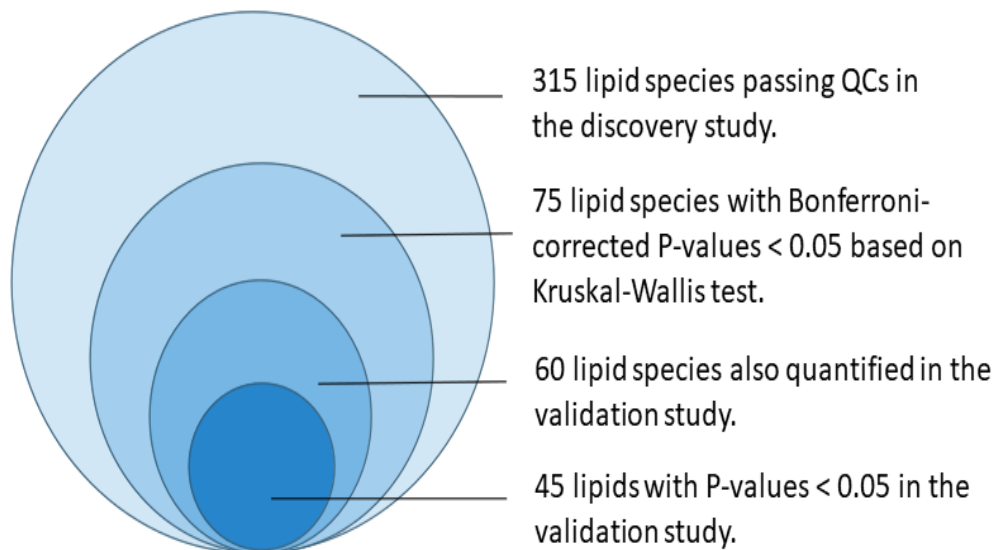 315 lipid species passing QCs in
the discovery study.
75 lipid species with Bonferroni-
corrected P-values < 0.05 based on
Kruskal-Wallis test.
60 lipid species also quantified in the
validation study.
45 lipids with P-values < 0.05 in the
validation study.